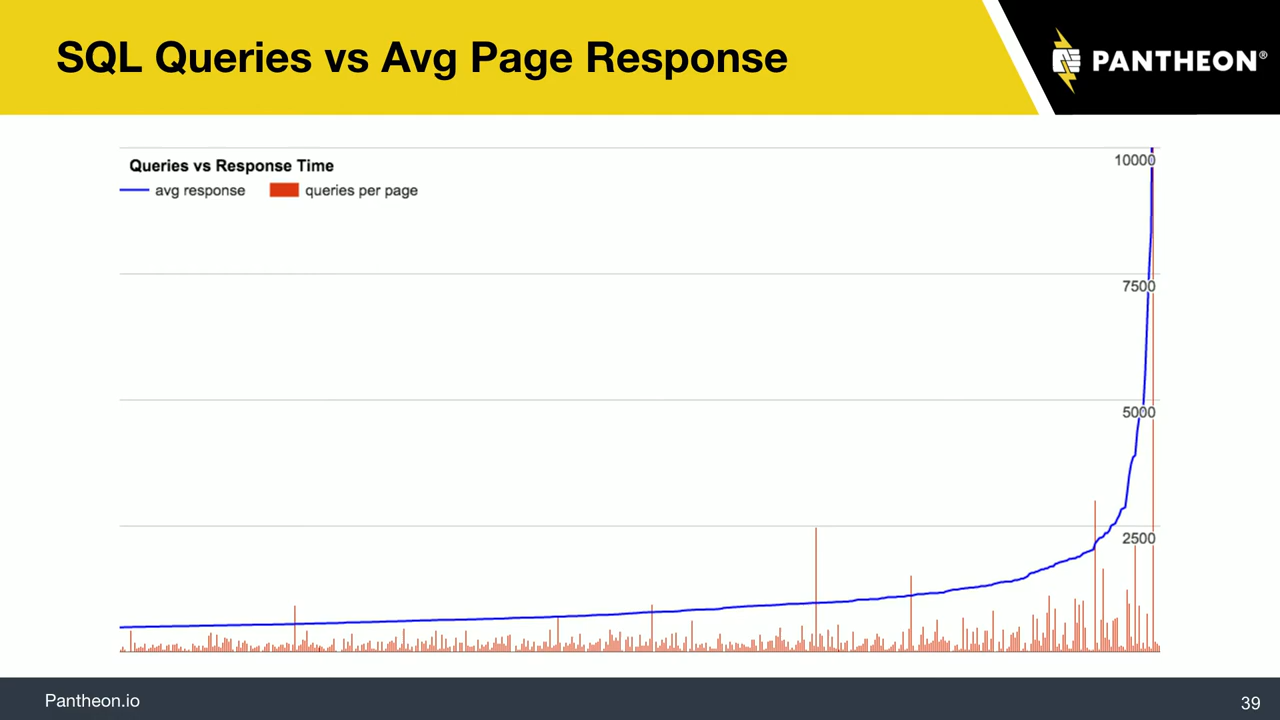 SQL Queries vs Avg Page Response
PANTHEON®
Queries vs Response Time
avg response
queries per page
10000
7500
5000
2500
Pantheon.io
39